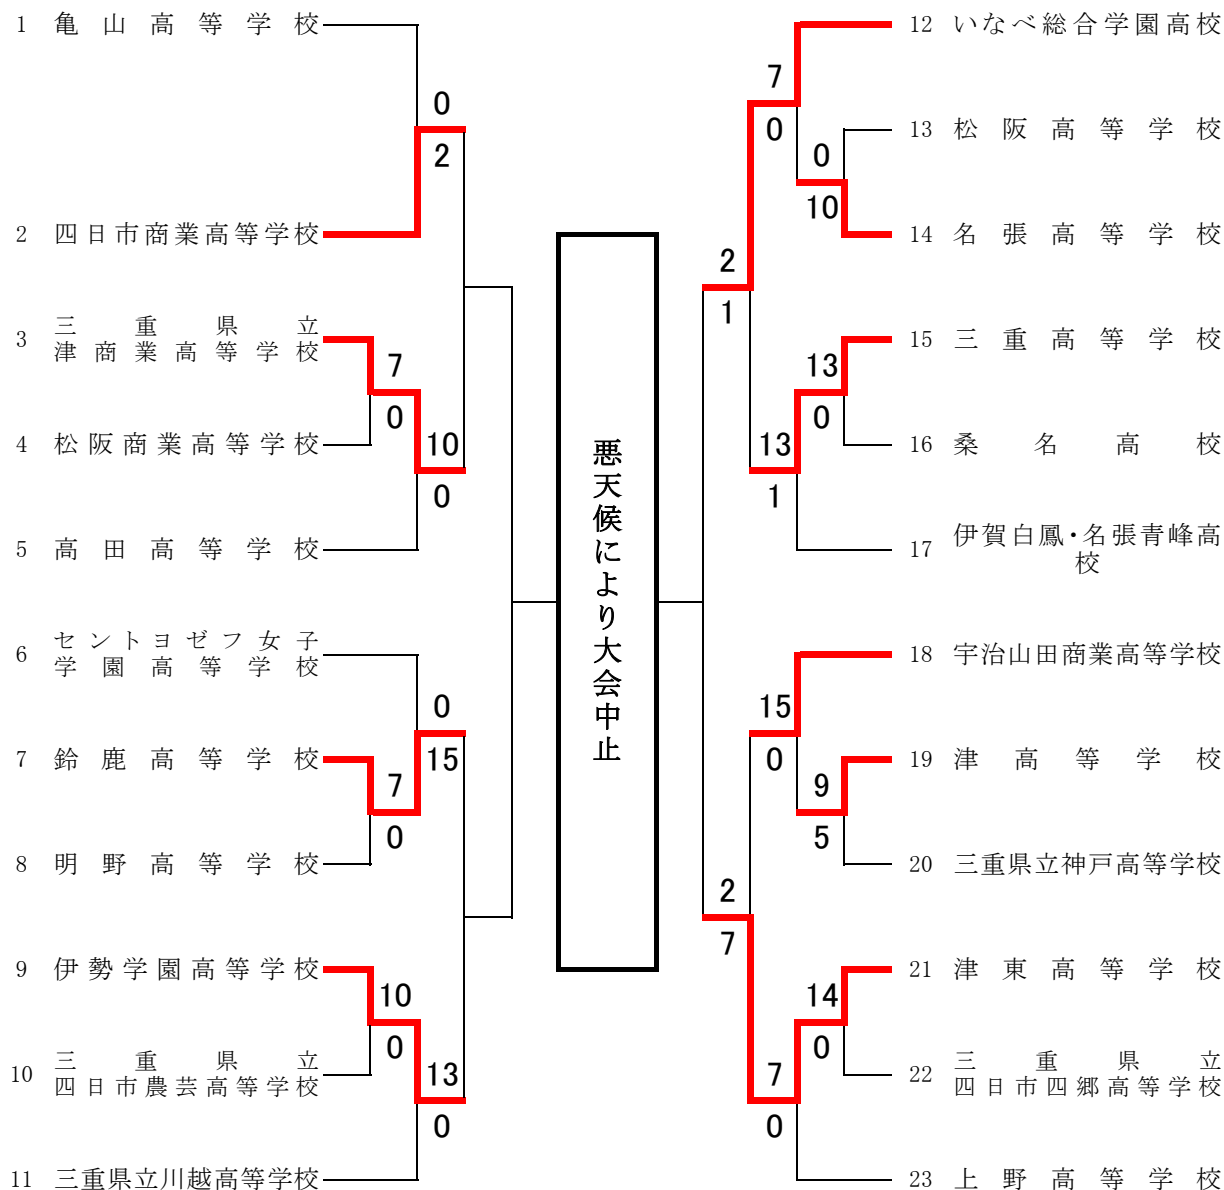 1 亀山高等学校
0
2
2 四日市商業高等学校
3 三重県立
津商業高等学校
7
0
4 松阪商業高等学校
10
0
5 高田高等学校
6 セントヨゼフ女子
学園高等学校
0
15
7 鈴鹿高等学校
7
0
8 明野高等学校
9 伊勢学園高等学校
10
0
10 三重県立
四日市農芸高等学校
13
0
11 三重県立川越高等学校
悪天候により大会中止
12 いなべ総合学園高校
7
0
13 松阪高等学校
0
10
14 名張高等学校
2
1
15 三重高等学校
13
0
16 桑名高校
13
1
17 伊賀白鳳・名張青峰高
校
18 宇治山田商業高等学校
15
0
19 津高等学校
9
5
20 三重県立神戸高等学校
2
7
21 津東高等学校
14
0
22 三重県立
四日市四郷高等学校
7
0
23 上野高等学校